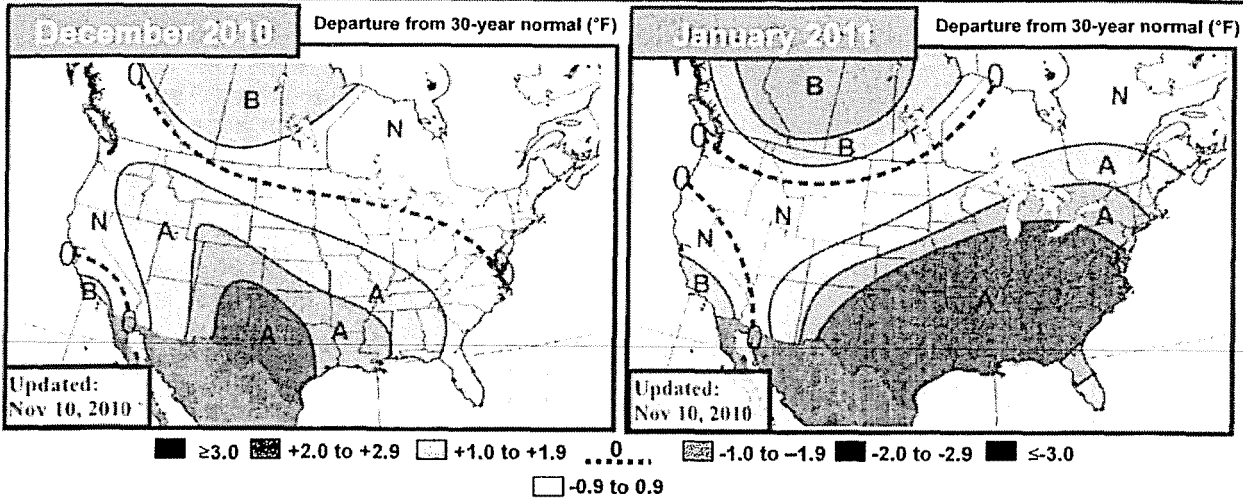 December 2010
Departure from 30-year normal (°F)
0
B
N
A
N
A
0
0
B
A
A
0
Updated:
Nov 10, 2010
January 2011
Departure from 30-year normal (°F)
B
0
N
0
B
A
0
A
N
N
B
A
0
Updated:
Nov 10, 2010
≥3.0 +2.0 to +2.9 +1.0 to +1.9 0 -1.0 to –1.9 -2.0 to -2.9 ≤-3.0
-0.9 to 0.9